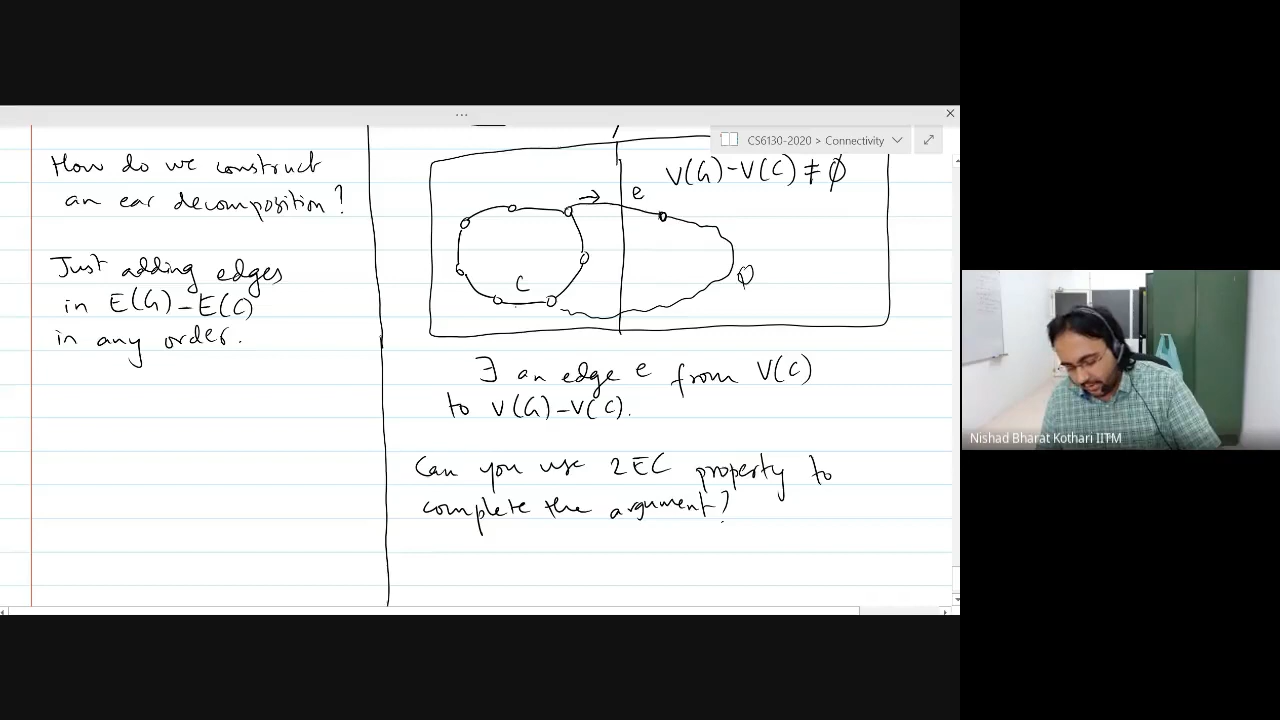 CS6130-2020 > Connectivity
How do we construct
an ear decomposition?
Just adding edges
in E(G)-E(C)
in any order.
V(G)-V(C) ≠ ∅
e
C
∃ an edge e from V(C)
to V(G)-V(C).
Can you use 2EC property to
complete the argument?
Nishad Bharat Kothari IITM